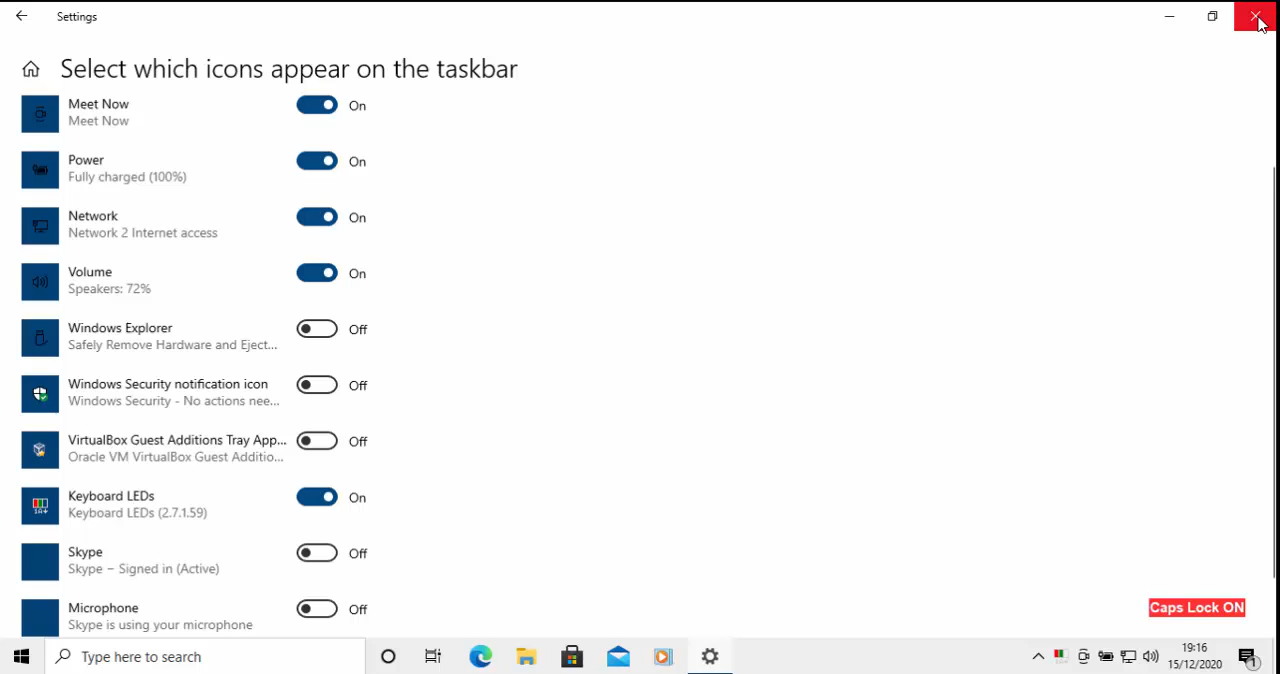 Settings
Select which icons appear on the taskbar
Meet Now
On
Meet Now
Power
On
Fully charged (100%)
Network
On
Network 2 Internet access
Volume
On
Speakers: 72%
Windows Explorer
Off
Safely Remove Hardware and Eject...
Windows Security notification icon
Off
Windows Security - No actions nee...
VirtualBox Guest Additions Tray App...
Off
Oracle VM VirtualBox Guest Additio...
Keyboard LEDs
On
Keyboard LEDs (2.7.1.59)
Skype
Off
Skype – Signed in (Active)
Microphone
Off
Skype is using your microphone
Caps Lock ON
Type here to search
19:16
15/12/2020
1